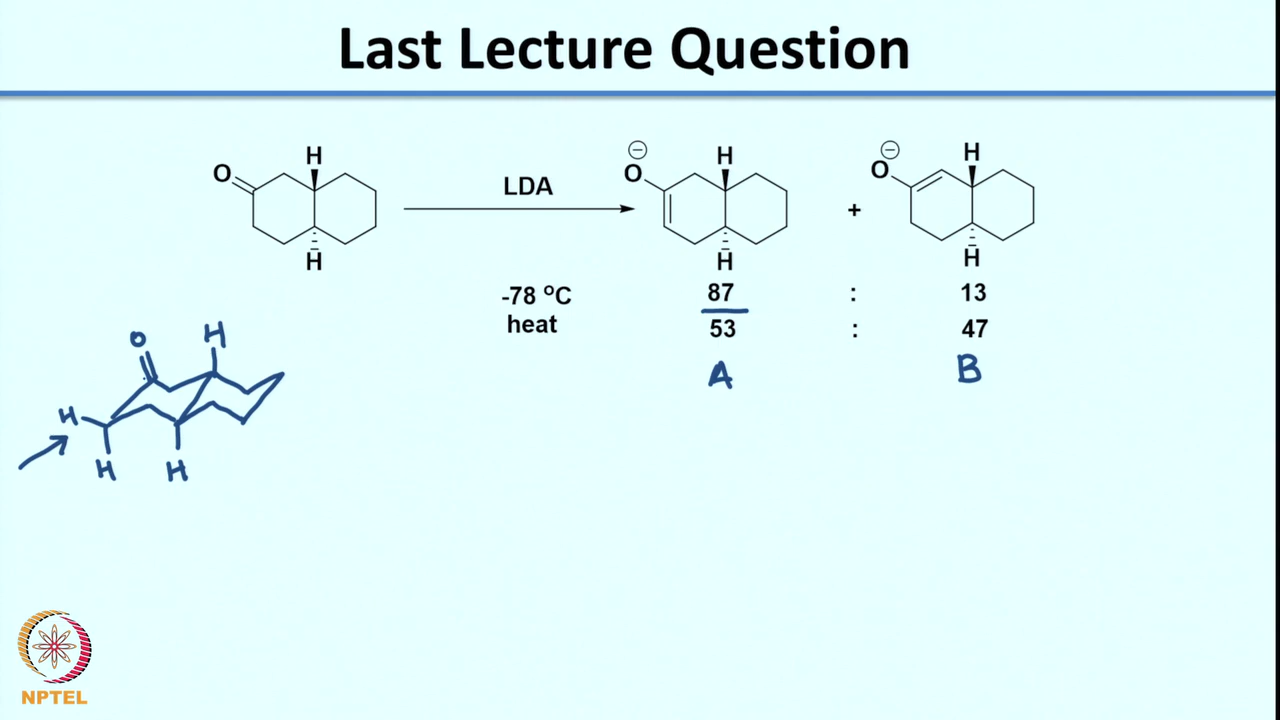 Last Lecture Question
O H H LDA ⊖ O H H + ⊖ O H H
-78 °C 87 : 13
heat 53 : 47
A B
O H
H
H H
NPTEL